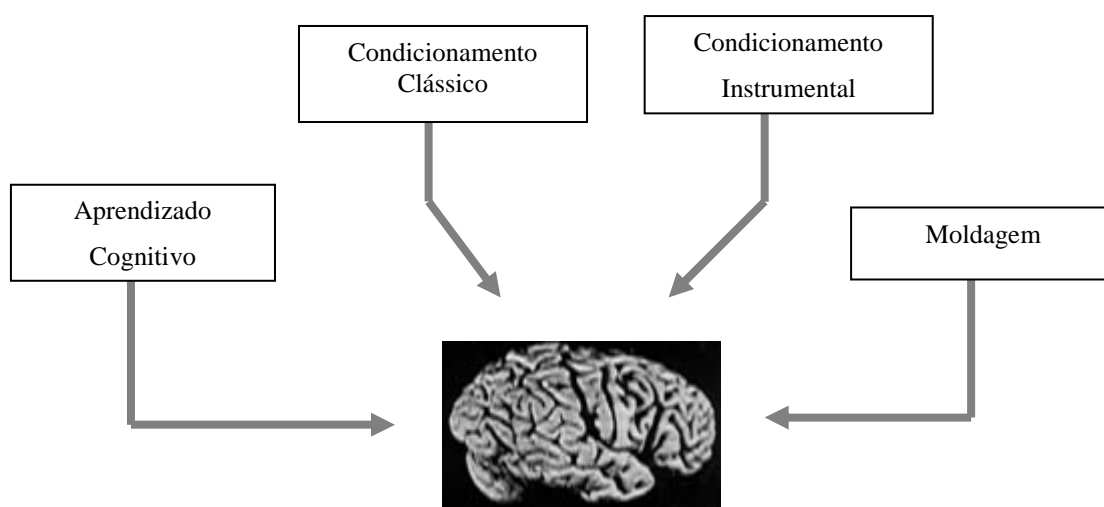 Condicionamento
Clássico
Condicionamento
Instrumental
Aprendizado
Cognitivo
Moldagem